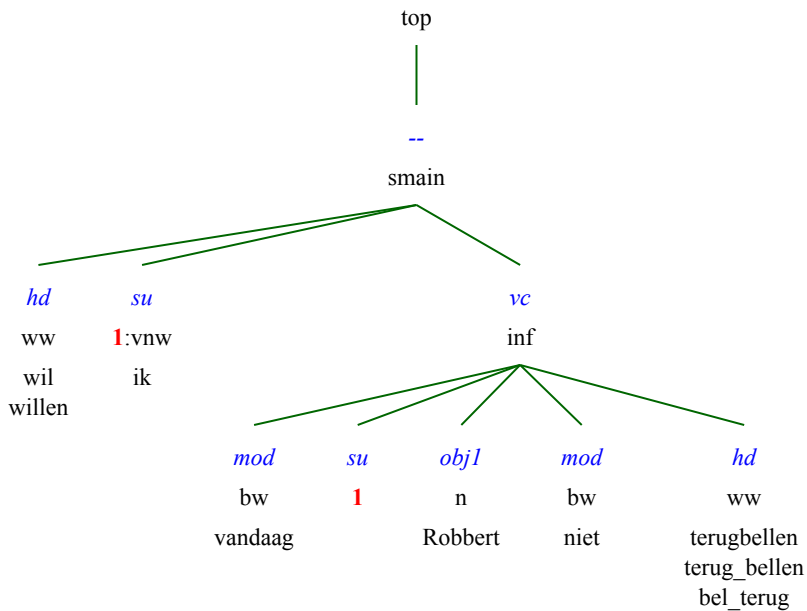 top
--
smain
hd su vc
ww 1:vnw inf
wil ik
willen
mod su obj1 mod hd
bw 1 n bw ww
vandaag Robbert niet terugbellen
terug_bellen
bel_terug